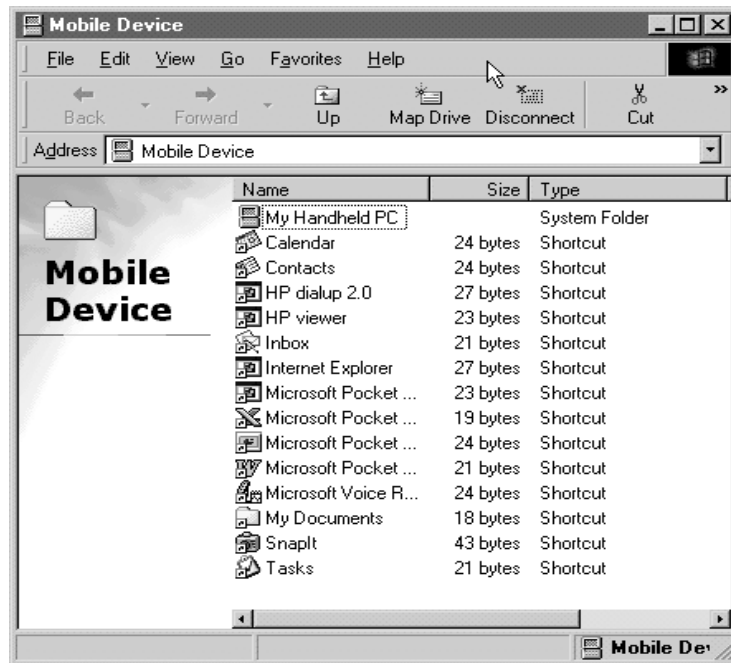 Mobile Device
File Edit View Go Favorites Help
Back Forward Up Map Drive Disconnect Cut »
Address Mobile Device
Mobile
Device
Name Size Type
My Handheld PC System Folder
Calendar 24 bytes Shortcut
Contacts 24 bytes Shortcut
HP dialup 2.0 27 bytes Shortcut
HP viewer 23 bytes Shortcut
Inbox 21 bytes Shortcut
Internet Explorer 27 bytes Shortcut
Microsoft Pocket ... 23 bytes Shortcut
Microsoft Pocket ... 19 bytes Shortcut
Microsoft Pocket ... 24 bytes Shortcut
Microsoft Pocket ... 21 bytes Shortcut
Microsoft Voice R... 24 bytes Shortcut
My Documents 18 bytes Shortcut
SnapIt 43 bytes Shortcut
Tasks 21 bytes Shortcut
Mobile De